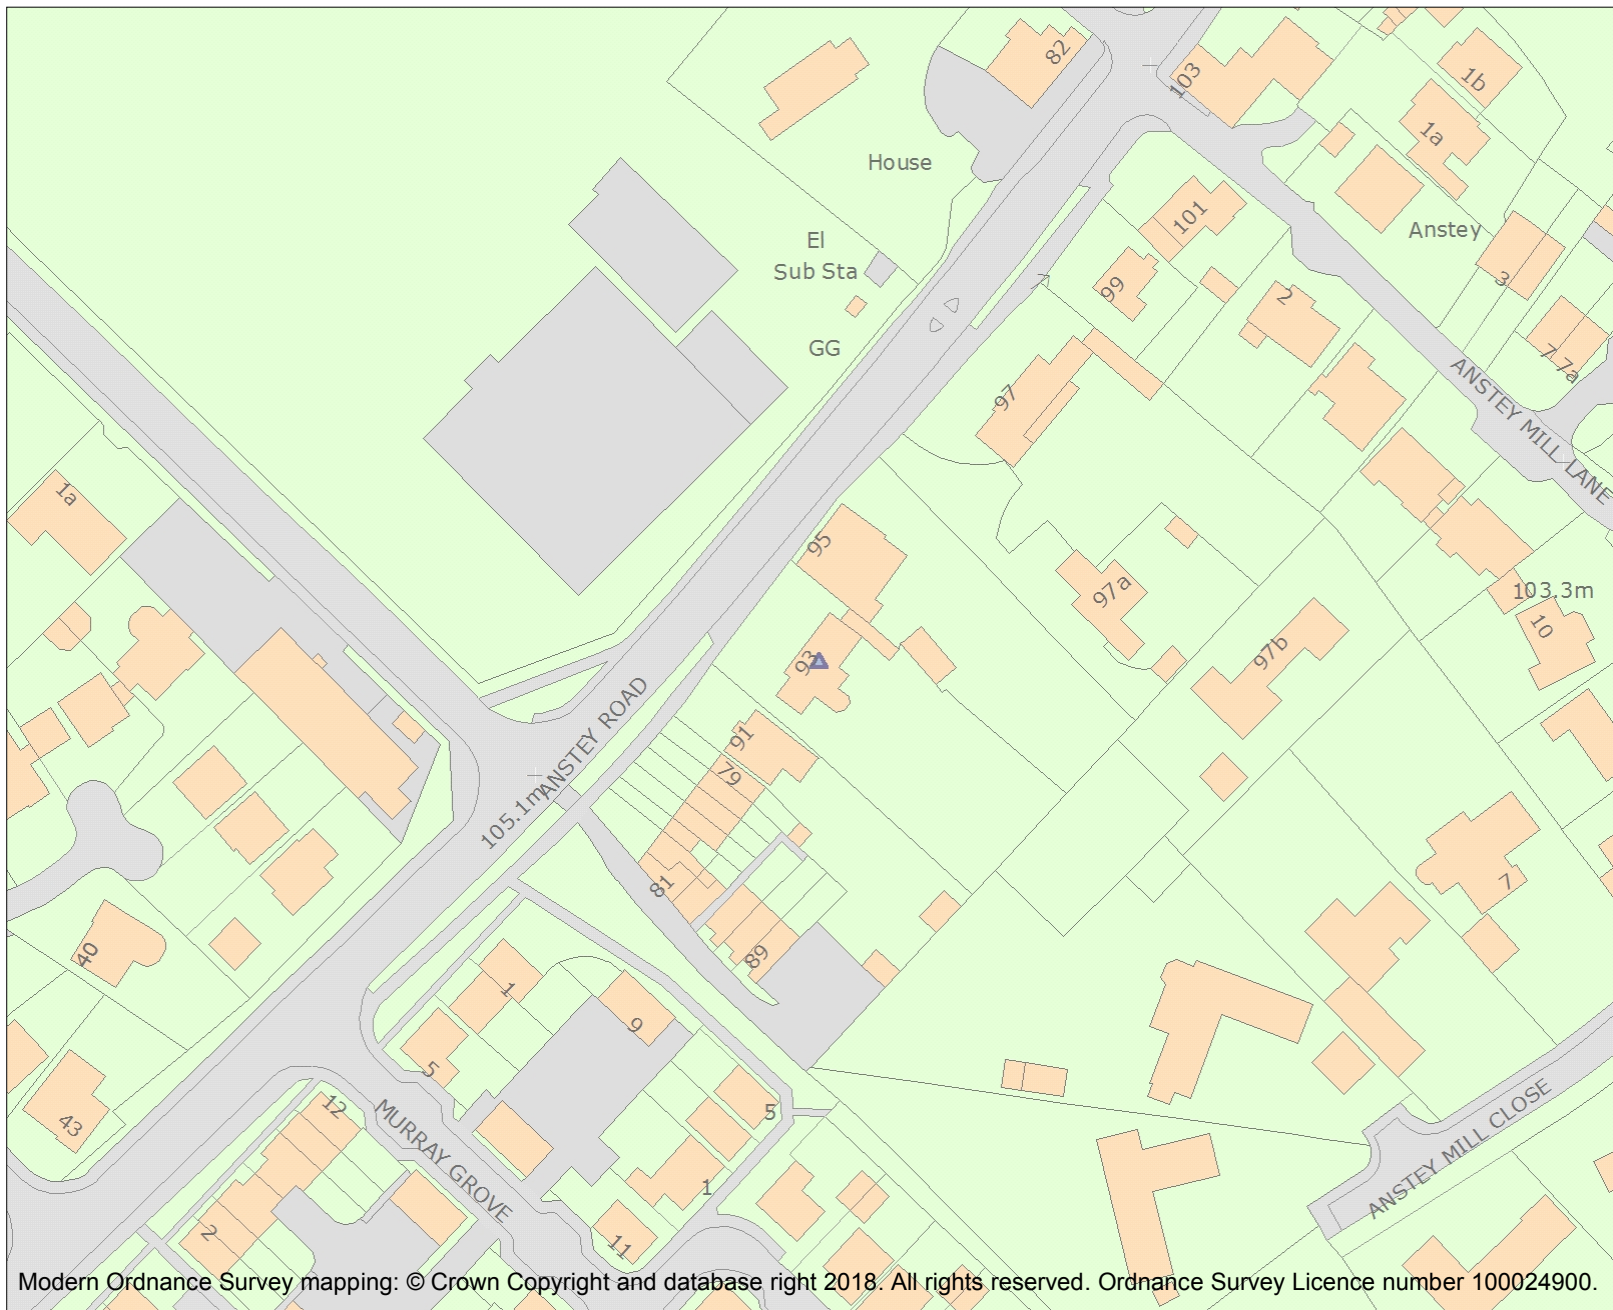 82
103
1b
1a
House
101
Anstey
El
Sub Sta
99
2
3
GG
7
7a
97
ANSTEY MILL LANE
1a
95
97a
103.3m
10
1
97b
93
ANSTEY ROAD
91
79
105.1m
81
7
40
89
1
9
5
43
12
MURRAY GROVE
5
1
ANSTEY MILL CLOSE
2
11
Modern Ordnance Survey mapping: © Crown Copyright and database right 2018. All rights reserved. Ordnance Survey Licence number 100024900.